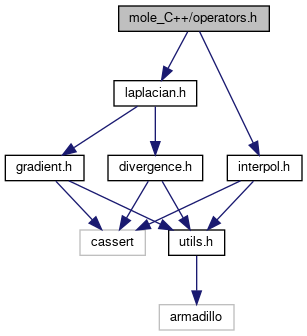 mole_C++/operators.h
laplacian.h
gradient.h
divergence.h
interpol.h
cassert
utils.h
armadillo